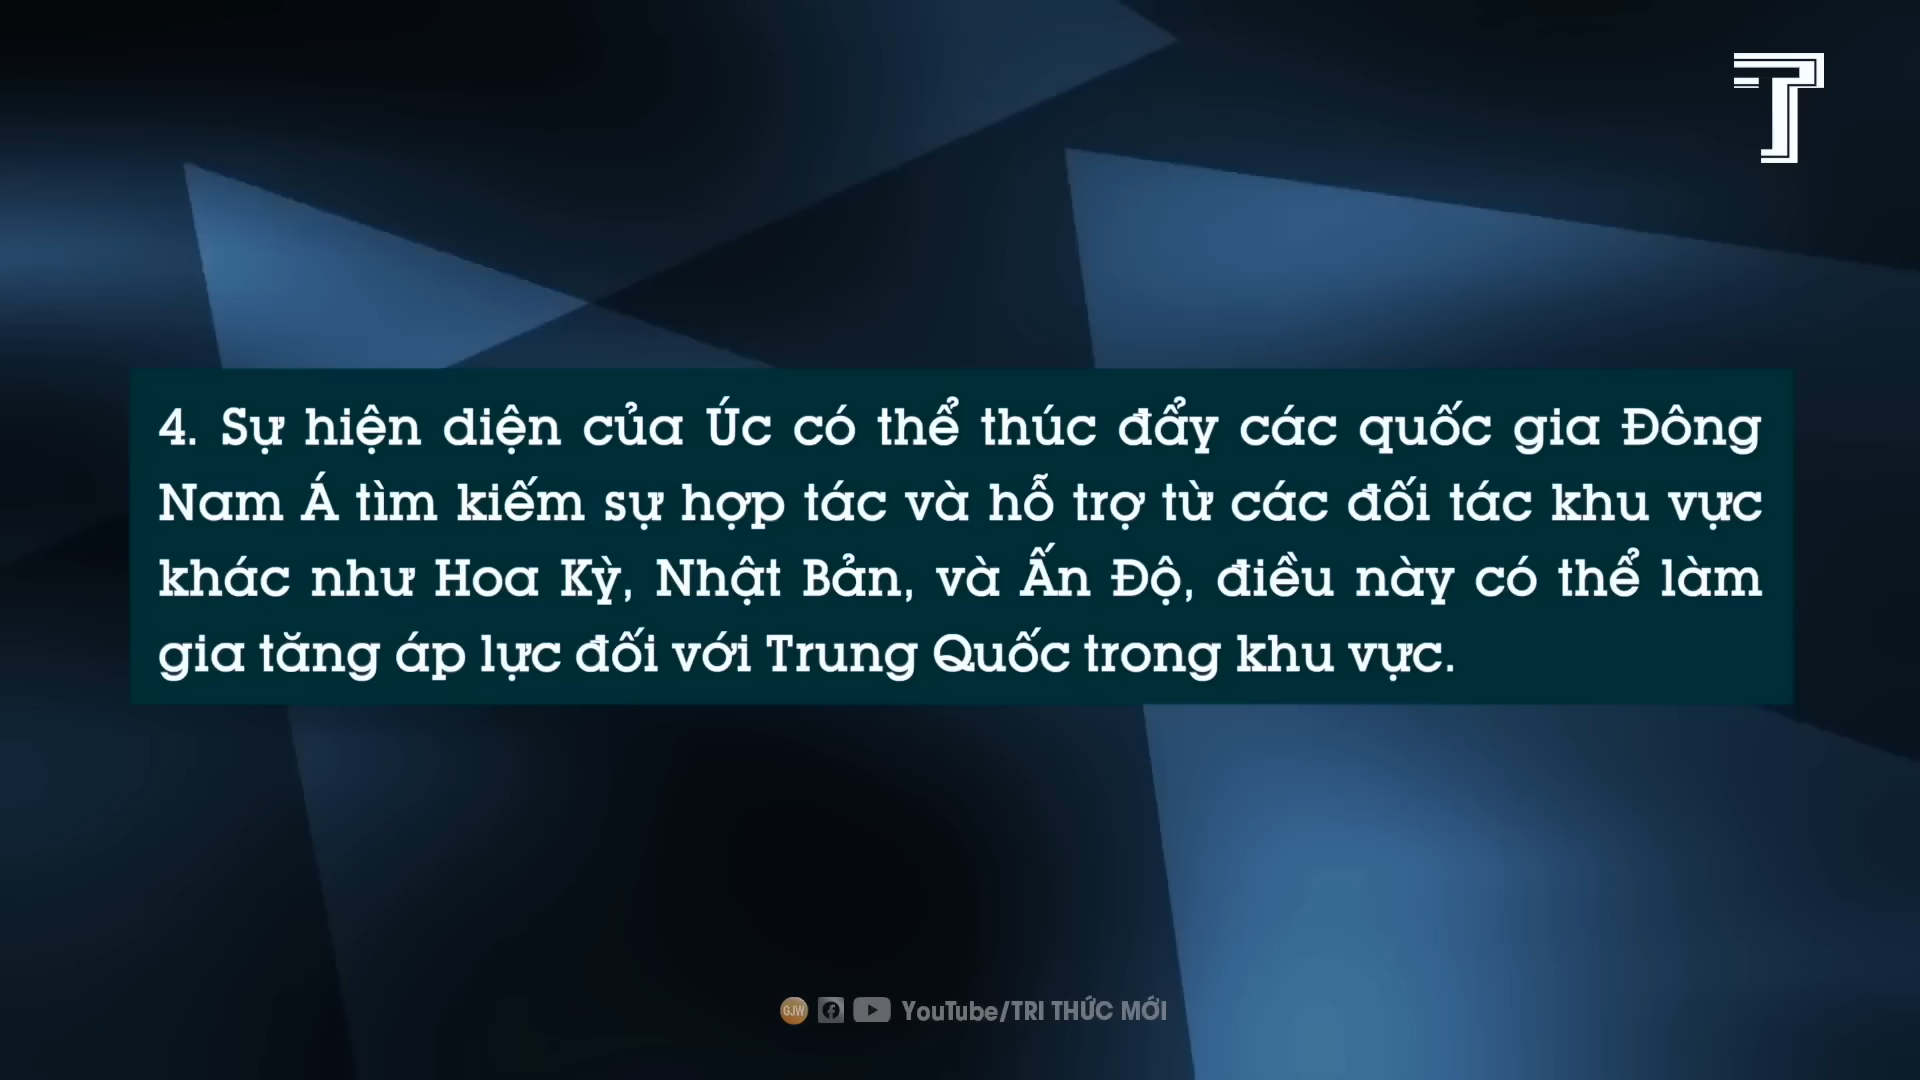 4. Sự hiện diện của Úc có thể thúc đẩy các quốc gia Đông
Nam Á tìm kiếm sự hợp tác và hỗ trợ từ các đối tác khu vực
khác như Hoa Kỳ, Nhật Bản, và Ấn Độ, điều này có thể làm
gia tăng áp lực đối với Trung Quốc trong khu vực.
GJW YouTube/TRI THỨC MỚI